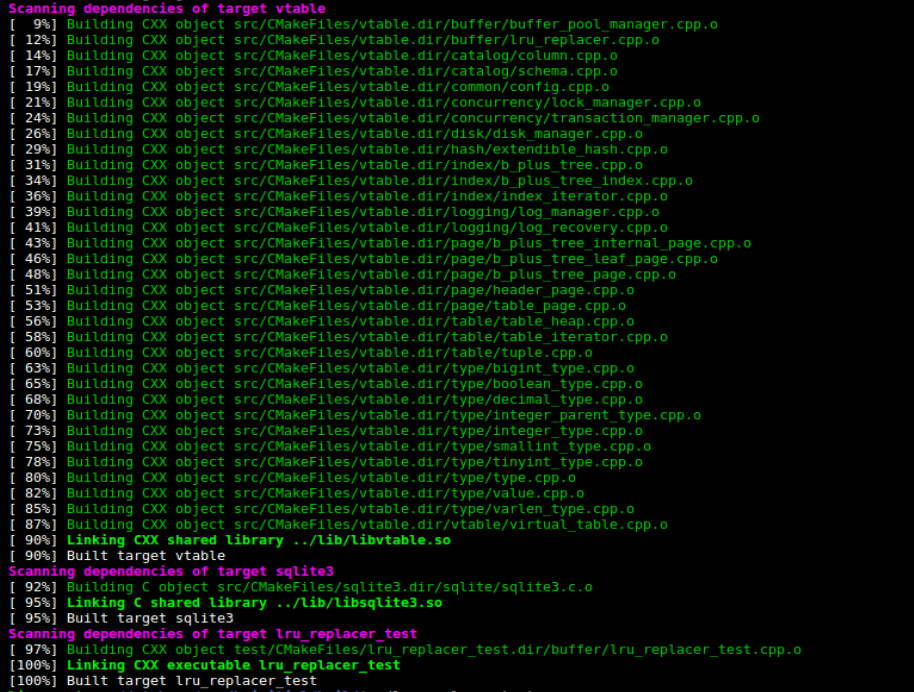 Scanning dependencies of target vtable
[  9%] Building CXX object src/CMakeFiles/vtable.dir/buffer/buffer_pool_manager.cpp.o
[ 12%] Building CXX object src/CMakeFiles/vtable.dir/buffer/lru_replacer.cpp.o
[ 14%] Building CXX object src/CMakeFiles/vtable.dir/catalog/column.cpp.o
[ 17%] Building CXX object src/CMakeFiles/vtable.dir/catalog/schema.cpp.o
[ 19%] Building CXX object src/CMakeFiles/vtable.dir/common/config.cpp.o
[ 21%] Building CXX object src/CMakeFiles/vtable.dir/concurrency/lock_manager.cpp.o
[ 24%] Building CXX object src/CMakeFiles/vtable.dir/concurrency/transaction_manager.cpp.o
[ 26%] Building CXX object src/CMakeFiles/vtable.dir/disk/disk_manager.cpp.o
[ 29%] Building CXX object src/CMakeFiles/vtable.dir/hash/extendible_hash.cpp.o
[ 31%] Building CXX object src/CMakeFiles/vtable.dir/index/b_plus_tree.cpp.o
[ 34%] Building CXX object src/CMakeFiles/vtable.dir/index/b_plus_tree_index.cpp.o
[ 36%] Building CXX object src/CMakeFiles/vtable.dir/index/index_iterator.cpp.o
[ 39%] Building CXX object src/CMakeFiles/vtable.dir/logging/log_manager.cpp.o
[ 41%] Building CXX object src/CMakeFiles/vtable.dir/logging/log_recovery.cpp.o
[ 43%] Building CXX object src/CMakeFiles/vtable.dir/page/b_plus_tree_internal_page.cpp.o
[ 46%] Building CXX object src/CMakeFiles/vtable.dir/page/b_plus_tree_leaf_page.cpp.o
[ 48%] Building CXX object src/CMakeFiles/vtable.dir/page/b_plus_tree_page.cpp.o
[ 51%] Building CXX object src/CMakeFiles/vtable.dir/page/header_page.cpp.o
[ 53%] Building CXX object src/CMakeFiles/vtable.dir/page/table_page.cpp.o
[ 56%] Building CXX object src/CMakeFiles/vtable.dir/table/table_heap.cpp.o
[ 58%] Building CXX object src/CMakeFiles/vtable.dir/table/table_iterator.cpp.o
[ 60%] Building CXX object src/CMakeFiles/vtable.dir/table/tuple.cpp.o
[ 63%] Building CXX object src/CMakeFiles/vtable.dir/type/bigint_type.cpp.o
[ 65%] Building CXX object src/CMakeFiles/vtable.dir/type/boolean_type.cpp.o
[ 68%] Building CXX object src/CMakeFiles/vtable.dir/type/decimal_type.cpp.o
[ 70%] Building CXX object src/CMakeFiles/vtable.dir/type/integer_parent_type.cpp.o
[ 73%] Building CXX object src/CMakeFiles/vtable.dir/type/integer_type.cpp.o
[ 75%] Building CXX object src/CMakeFiles/vtable.dir/type/smallint_type.cpp.o
[ 78%] Building CXX object src/CMakeFiles/vtable.dir/type/tinyint_type.cpp.o
[ 80%] Building CXX object src/CMakeFiles/vtable.dir/type/type.cpp.o
[ 82%] Building CXX object src/CMakeFiles/vtable.dir/type/value.cpp.o
[ 85%] Building CXX object src/CMakeFiles/vtable.dir/type/varlen_type.cpp.o
[ 87%] Building CXX object src/CMakeFiles/vtable.dir/vtable/virtual_table.cpp.o
[ 90%] Linking CXX shared library ../lib/libvtable.so
[ 90%] Built target vtable
Scanning dependencies of target sqlite3
[ 92%] Building C object src/CMakeFiles/sqlite3.dir/sqlite/sqlite3.c.o
[ 95%] Linking C shared library ../lib/libsqlite3.so
[ 95%] Built target sqlite3
Scanning dependencies of target lru_replacer_test
[ 97%] Building CXX object test/CMakeFiles/lru_replacer_test.dir/buffer/lru_replacer_test.cpp.o
[100%] Linking CXX executable lru_replacer_test
[100%] Built target lru_replacer_test